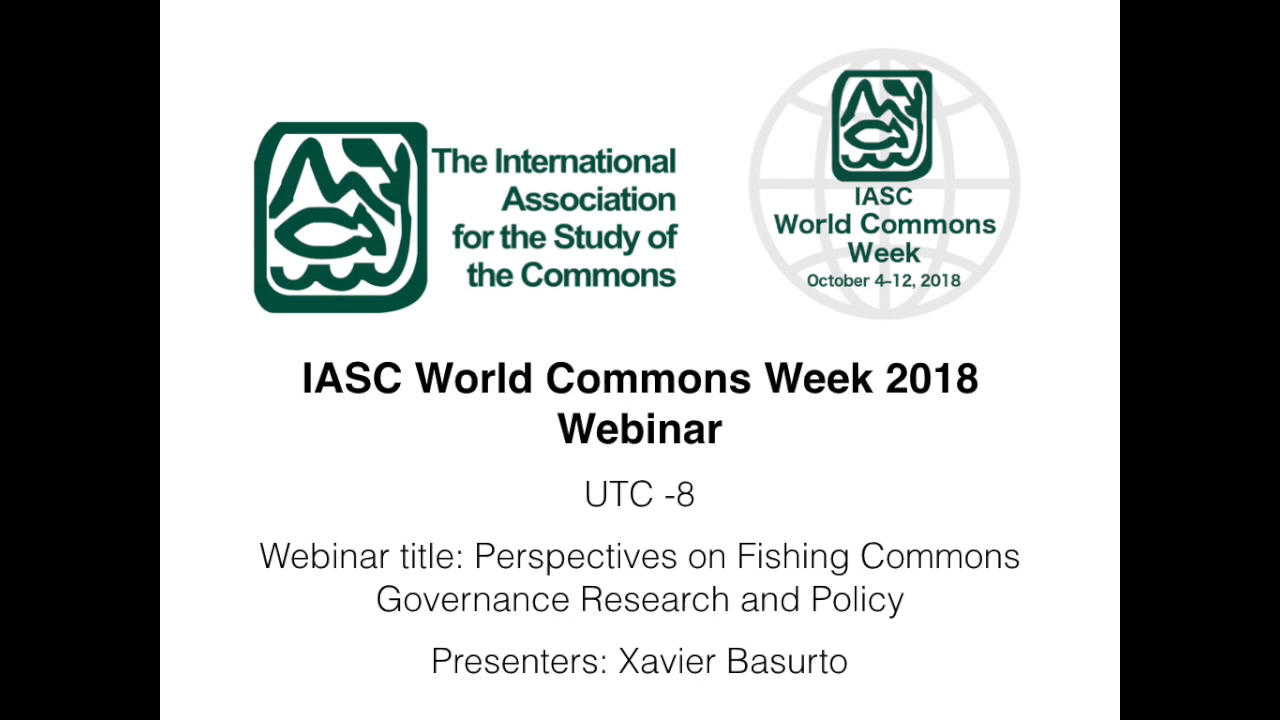 The International
Association
for the Study of
the Commons
IASC
World Commons
Week
October 4-12, 2018
IASC World Commons Week 2018
Webinar
UTC -8
Webinar title: Perspectives on Fishing Commons
Governance Research and Policy
Presenters: Xavier Basurto